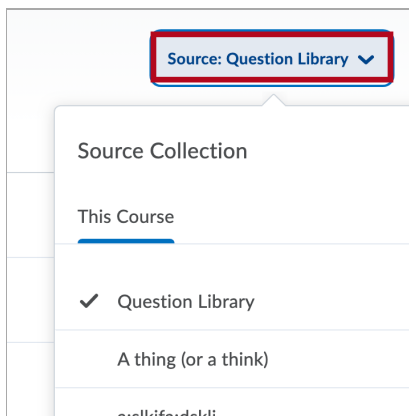 Source: Question Library
Source Collection
This Course
Question Library
A thing (or a think)